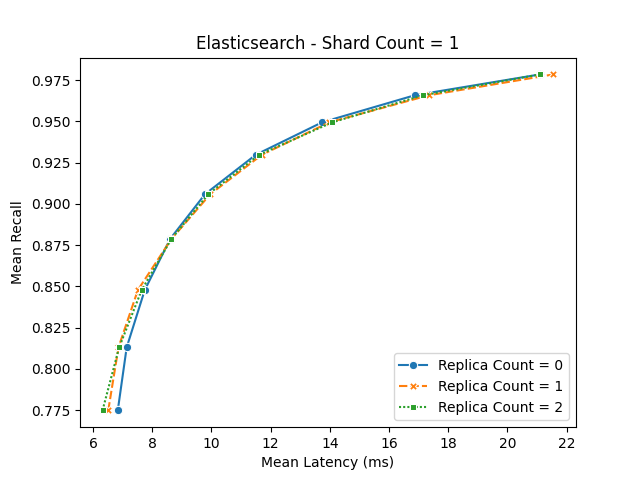 Elasticsearch - Shard Count = 1
Mean Recall
0.975
0.950
0.925
0.900
0.875
0.850
0.825
0.800
0.775
Replica Count = 0
Replica Count = 1
Replica Count = 2
6 8 10 12 14 16 18 20 22
Mean Latency (ms)